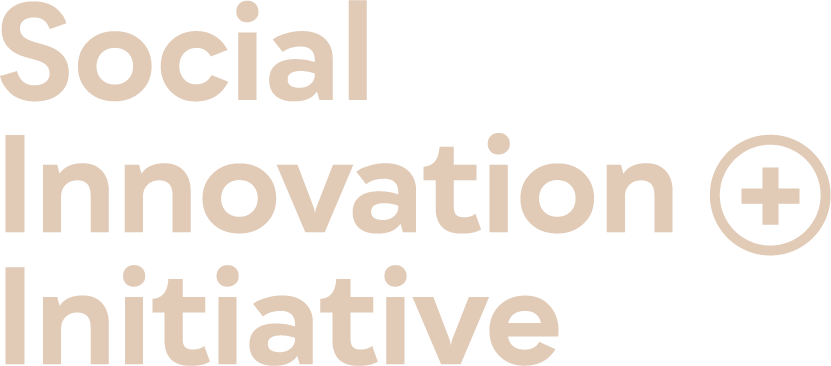 Social
Innovation +
Initiative